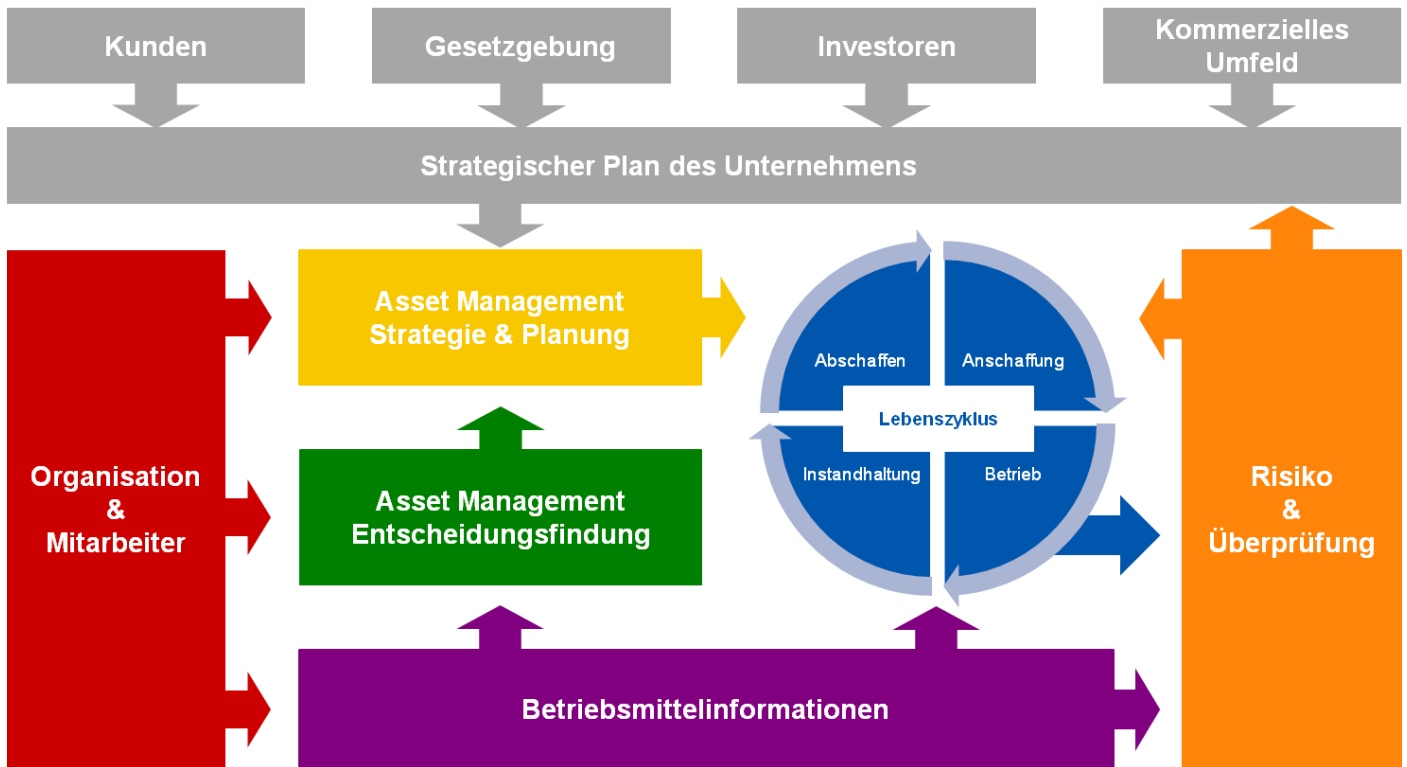 Kunden
Gesetzgebung
Investoren
Kommerzielles
Umfeld
Strategischer Plan des Unternehmens
Organisation
&
Mitarbeiter
Asset Management
Strategie & Planung
Asset Management
Entscheidungsfindung
Abschaffen
Anschaffung
Lebenszyklus
Instandhaltung
Betrieb
Risiko
&
Überprüfung
Betriebsmittelinformationen